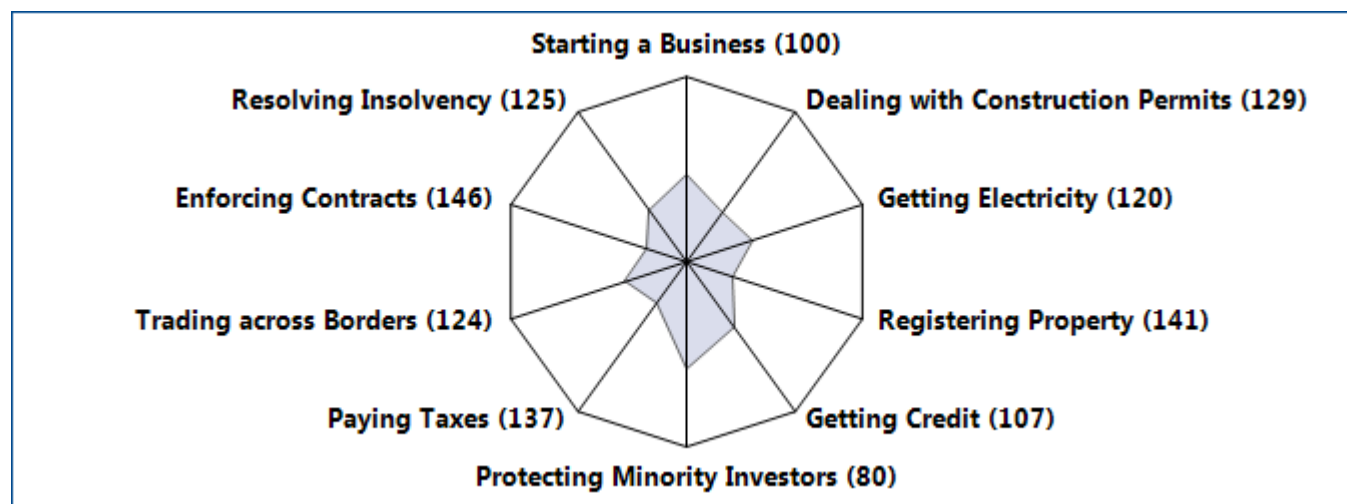 Starting a Business (100)
Resolving Insolvency (125)
Dealing with Construction Permits (129)
Enforcing Contracts (146)
Getting Electricity (120)
Trading across Borders (124)
Registering Property (141)
Paying Taxes (137)
Getting Credit (107)
Protecting Minority Investors (80)